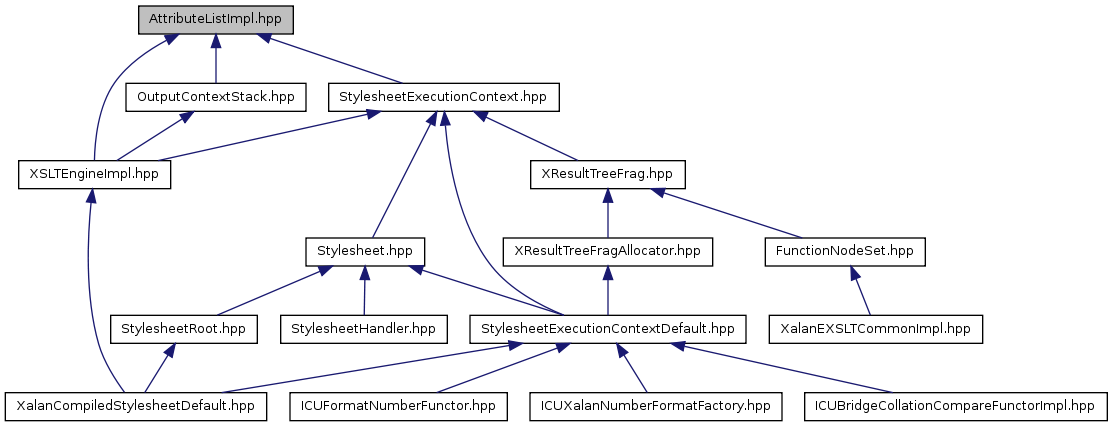 AttributeListImpl.hpp
OutputContextStack.hpp
StylesheetExecutionContext.hpp
XSLTEngineImpl.hpp
XResultTreeFrag.hpp
Stylesheet.hpp
XResultTreeFragAllocator.hpp
FunctionNodeSet.hpp
StylesheetRoot.hpp
StylesheetHandler.hpp
StylesheetExecutionContextDefault.hpp
XalanEXSLTCommonImpl.hpp
XalanCompiledStylesheetDefault.hpp
ICUFormatNumberFunctor.hpp
ICUXalanNumberFormatFactory.hpp
ICUBridgeCollationCompareFunctorImpl.hpp